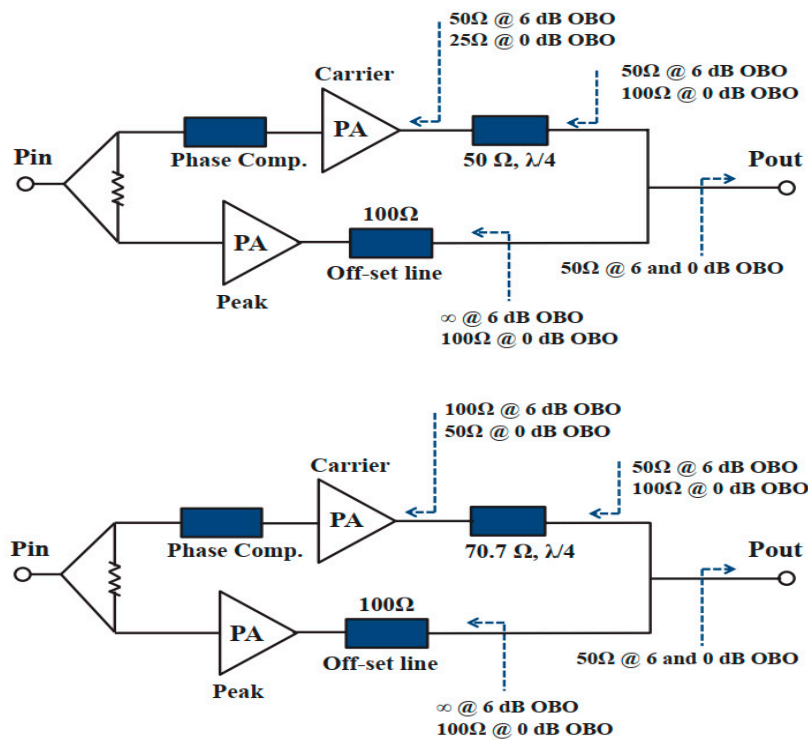 50Ω @ 6 dB OBO
25Ω @ 0 dB OBO
Carrier
50Ω @ 6 dB OBO
100Ω @ 0 dB OBO
PA
Pin
Phase Comp.
50 Ω, λ/4
Pout
100Ω
PA
Off-set line
50Ω @ 6 and 0 dB OBO
Peak
∞ @ 6 dB OBO
100Ω @ 0 dB OBO
100Ω @ 6 dB OBO
50Ω @ 0 dB OBO
Carrier
50Ω @ 6 dB OBO
100Ω @ 0 dB OBO
PA
Pin
Phase Comp.
70.7 Ω, λ/4
Pout
100Ω
PA
Off-set line
50Ω @ 6 and 0 dB OBO
Peak
∞ @ 6 dB OBO
100Ω @ 0 dB OBO